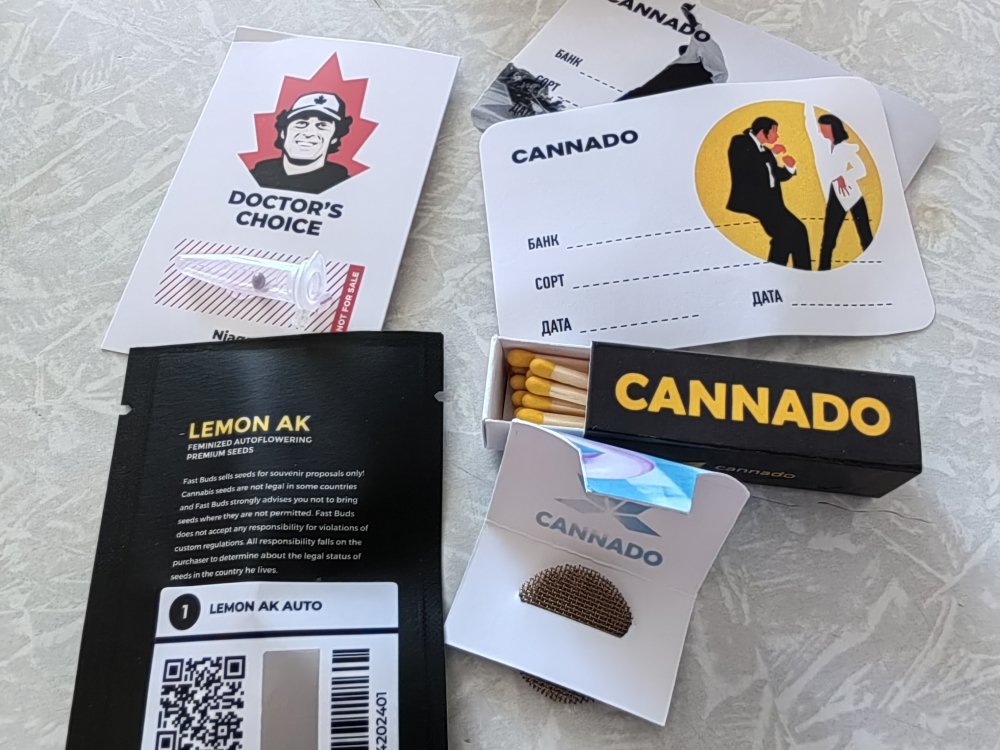 CANNADO
БАНК
СОРТ
ДАТА
DOCTOR'S
CHOICE
NOT FOR SALE
CANNADO
БАНК
СОРТ
ДАТА
ДАТА
CANNADO
cannado
LEMON AK
FEMINIZED AUTOFLOWERING
PREMIUM SEEDS
Fast Buds sells seeds for souvenir proposals only!
Cannabis seeds are not legal in some countries
and Fast Buds strongly advises you not to bring
seeds where they are not permitted. Fast Buds
does not accept any responsibility for violations of
custom regulations. All responsibility falls on the
purchaser to determine about the legal status of
seeds in the country he lives.
1 LEMON AK AUTO
4202401
CANNADO